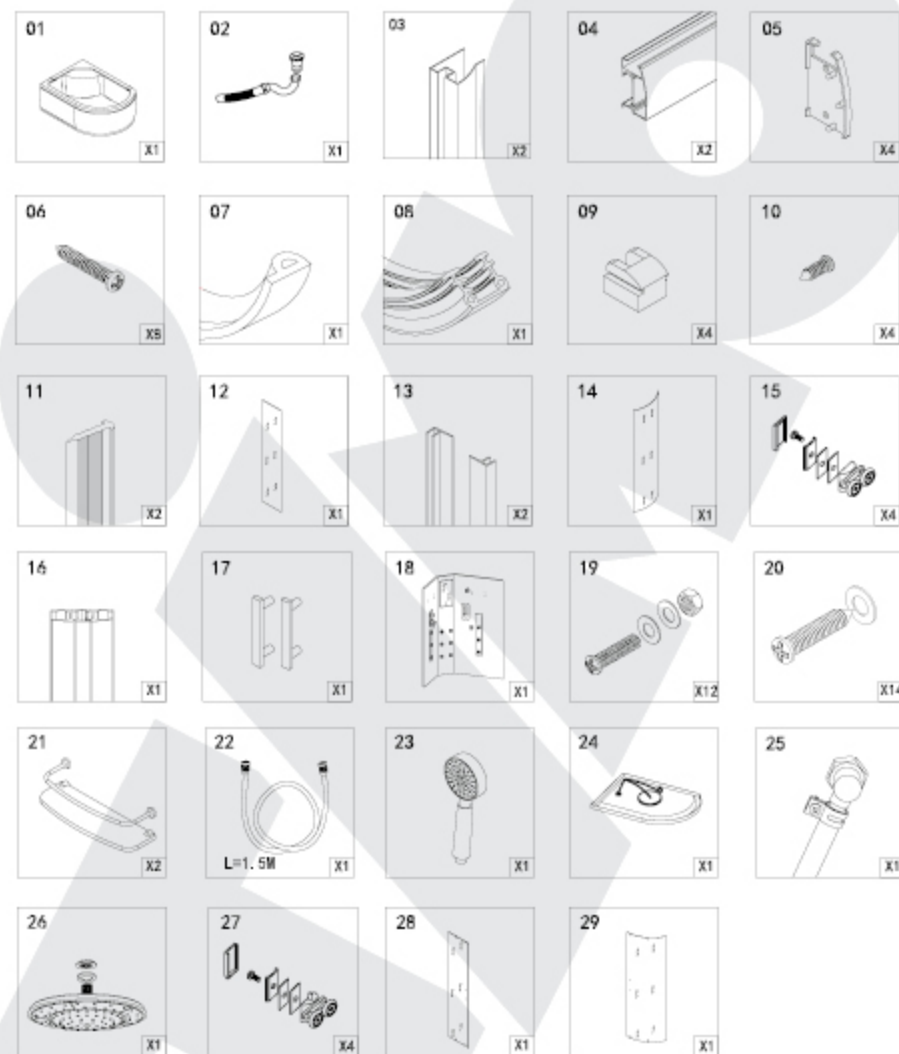 01 02 03 04 05
X1 X1 X2 X2 X4
06 07 08 09 10
X8 X1 X1 X4 X4
11 12 13 14 15
X2 X1 X2 X1 X4
16 17 18 19 20
X1 X1 X1 X12 X14
21 22 23 24 25
L=1.5M
X2 X1 X1 X1 X1
26 27 28 29
X1 X4 X1 X1